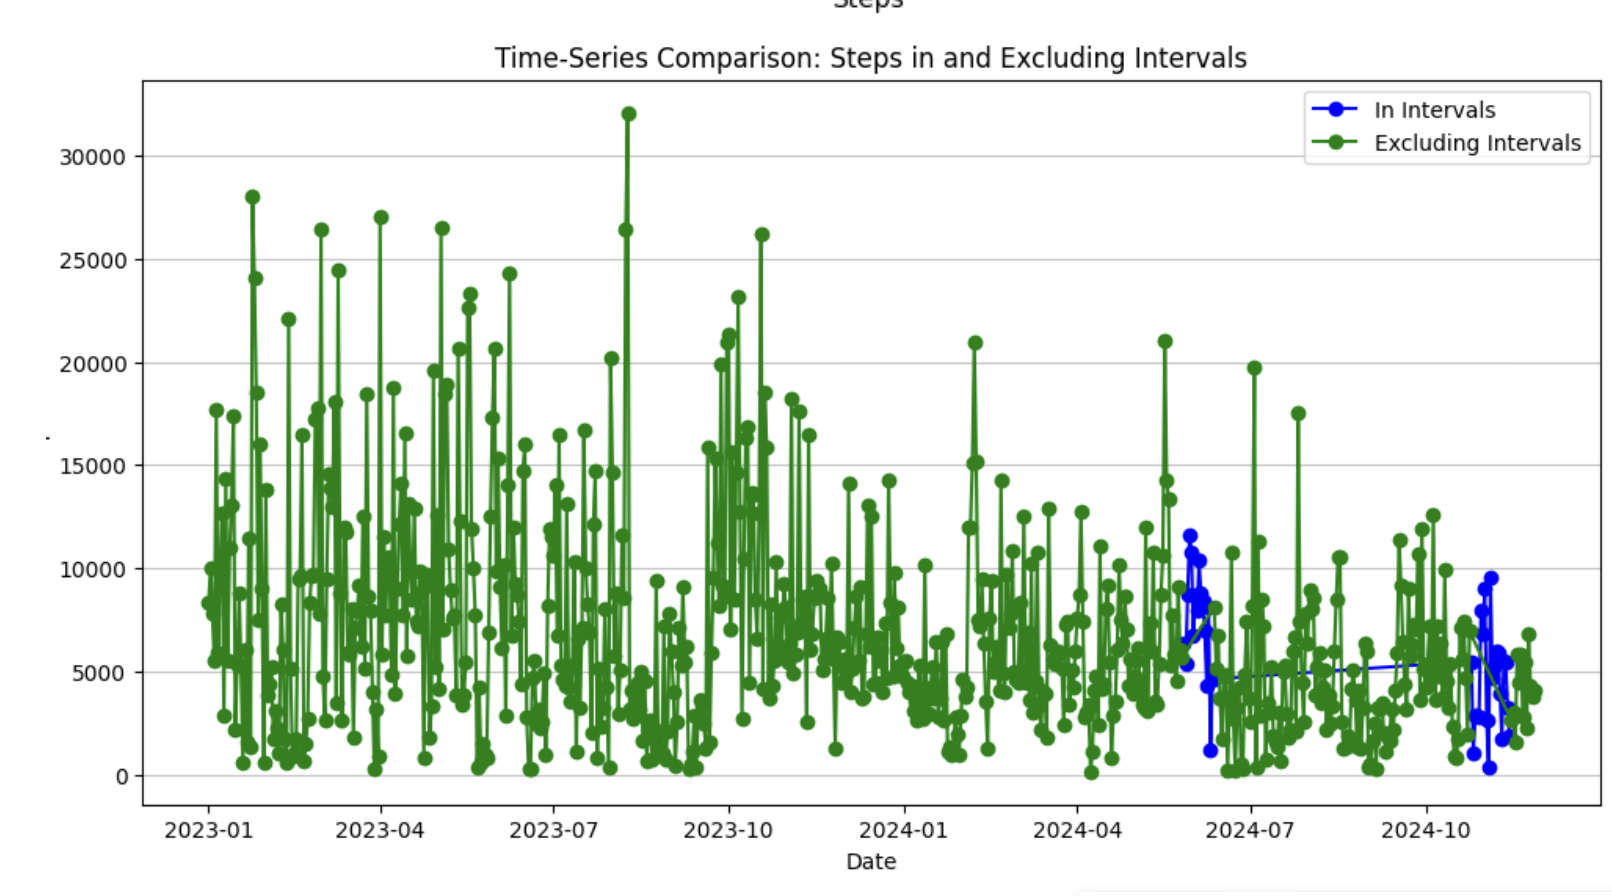 Steps
Time-Series Comparison: Steps in and Excluding Intervals
In Intervals
Excluding Intervals
30000
25000
20000
15000
10000
5000
0
2023-01 2023-04 2023-07 2023-10 2024-01 2024-04 2024-07 2024-10
Date